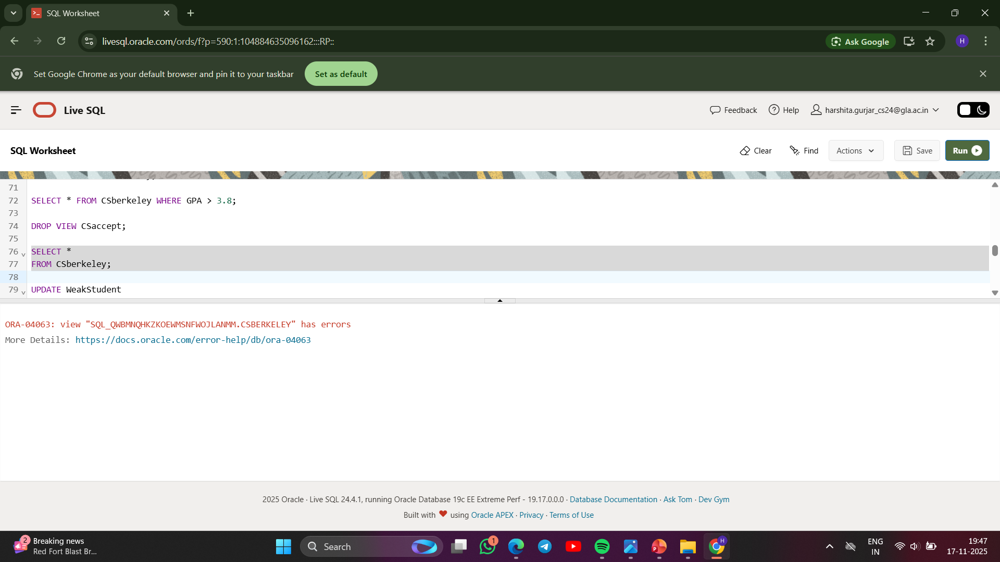 SQL Worksheet
livesql.oracle.com/ords/f?p=590:1:104884635096162:::RP::
Ask Google
H
Set Google Chrome as your default browser and pin it to your taskbar
Set as default
Live SQL
Feedback
Help
harshita.gurjar_cs24@gla.ac.in
SQL Worksheet
Clear
Find
Actions
Save
Run
71
72 SELECT * FROM CSberkeley WHERE GPA > 3.8;
73
74 DROP VIEW CSaccept;
75
76 SELECT *
77 FROM CSberkeley;
78
79 UPDATE WeakStudent
ORA-04063: view "SQL_QWBMNQHKZKOEWMSNFWOJLANMM.CSBERKELEY" has errors
More Details: https://docs.oracle.com/error-help/db/ora-04063
2025 Oracle · Live SQL 24.4.1, running Oracle Database 19c EE Extreme Perf - 19.17.0.0.0 · Database Documentation · Ask Tom · Dev Gym
Built with ❤ using Oracle APEX · Privacy · Terms of Use
2
Breaking news
Red Fort Blast Br...
Search
1
P
H
ENG
IN
19:47
17-11-2025